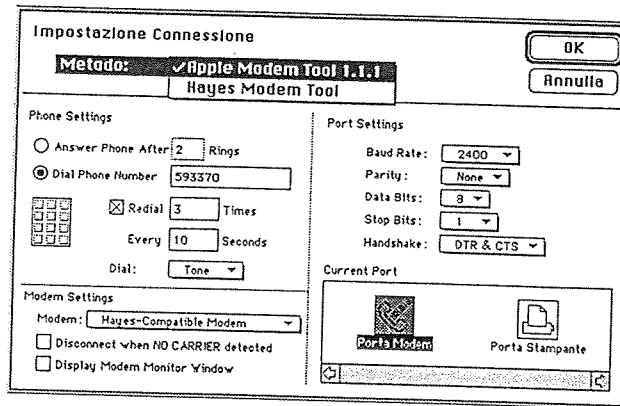 Impostazione Connessione
OK
Metodo: ✓Apple Modem Tool 1.1.1
Hayes Modem Tool
Annulla
Phone Settings
Answer Phone After 2 Rings
Dial Phone Number 593370
Redial 3 Times
Every 10 Seconds
Dial: Tone
Modem Settings
Modem: Hayes-Compatible Modem
Disconnect when NO CARRIER detected
Display Modem Monitor Window
Port Settings
Baud Rate: 2400
Parity: None
Data Bits: 8
Stop Bits: 1
Handshake: DTR & CTS
Current Port
Porta Modem
Porta Stampante